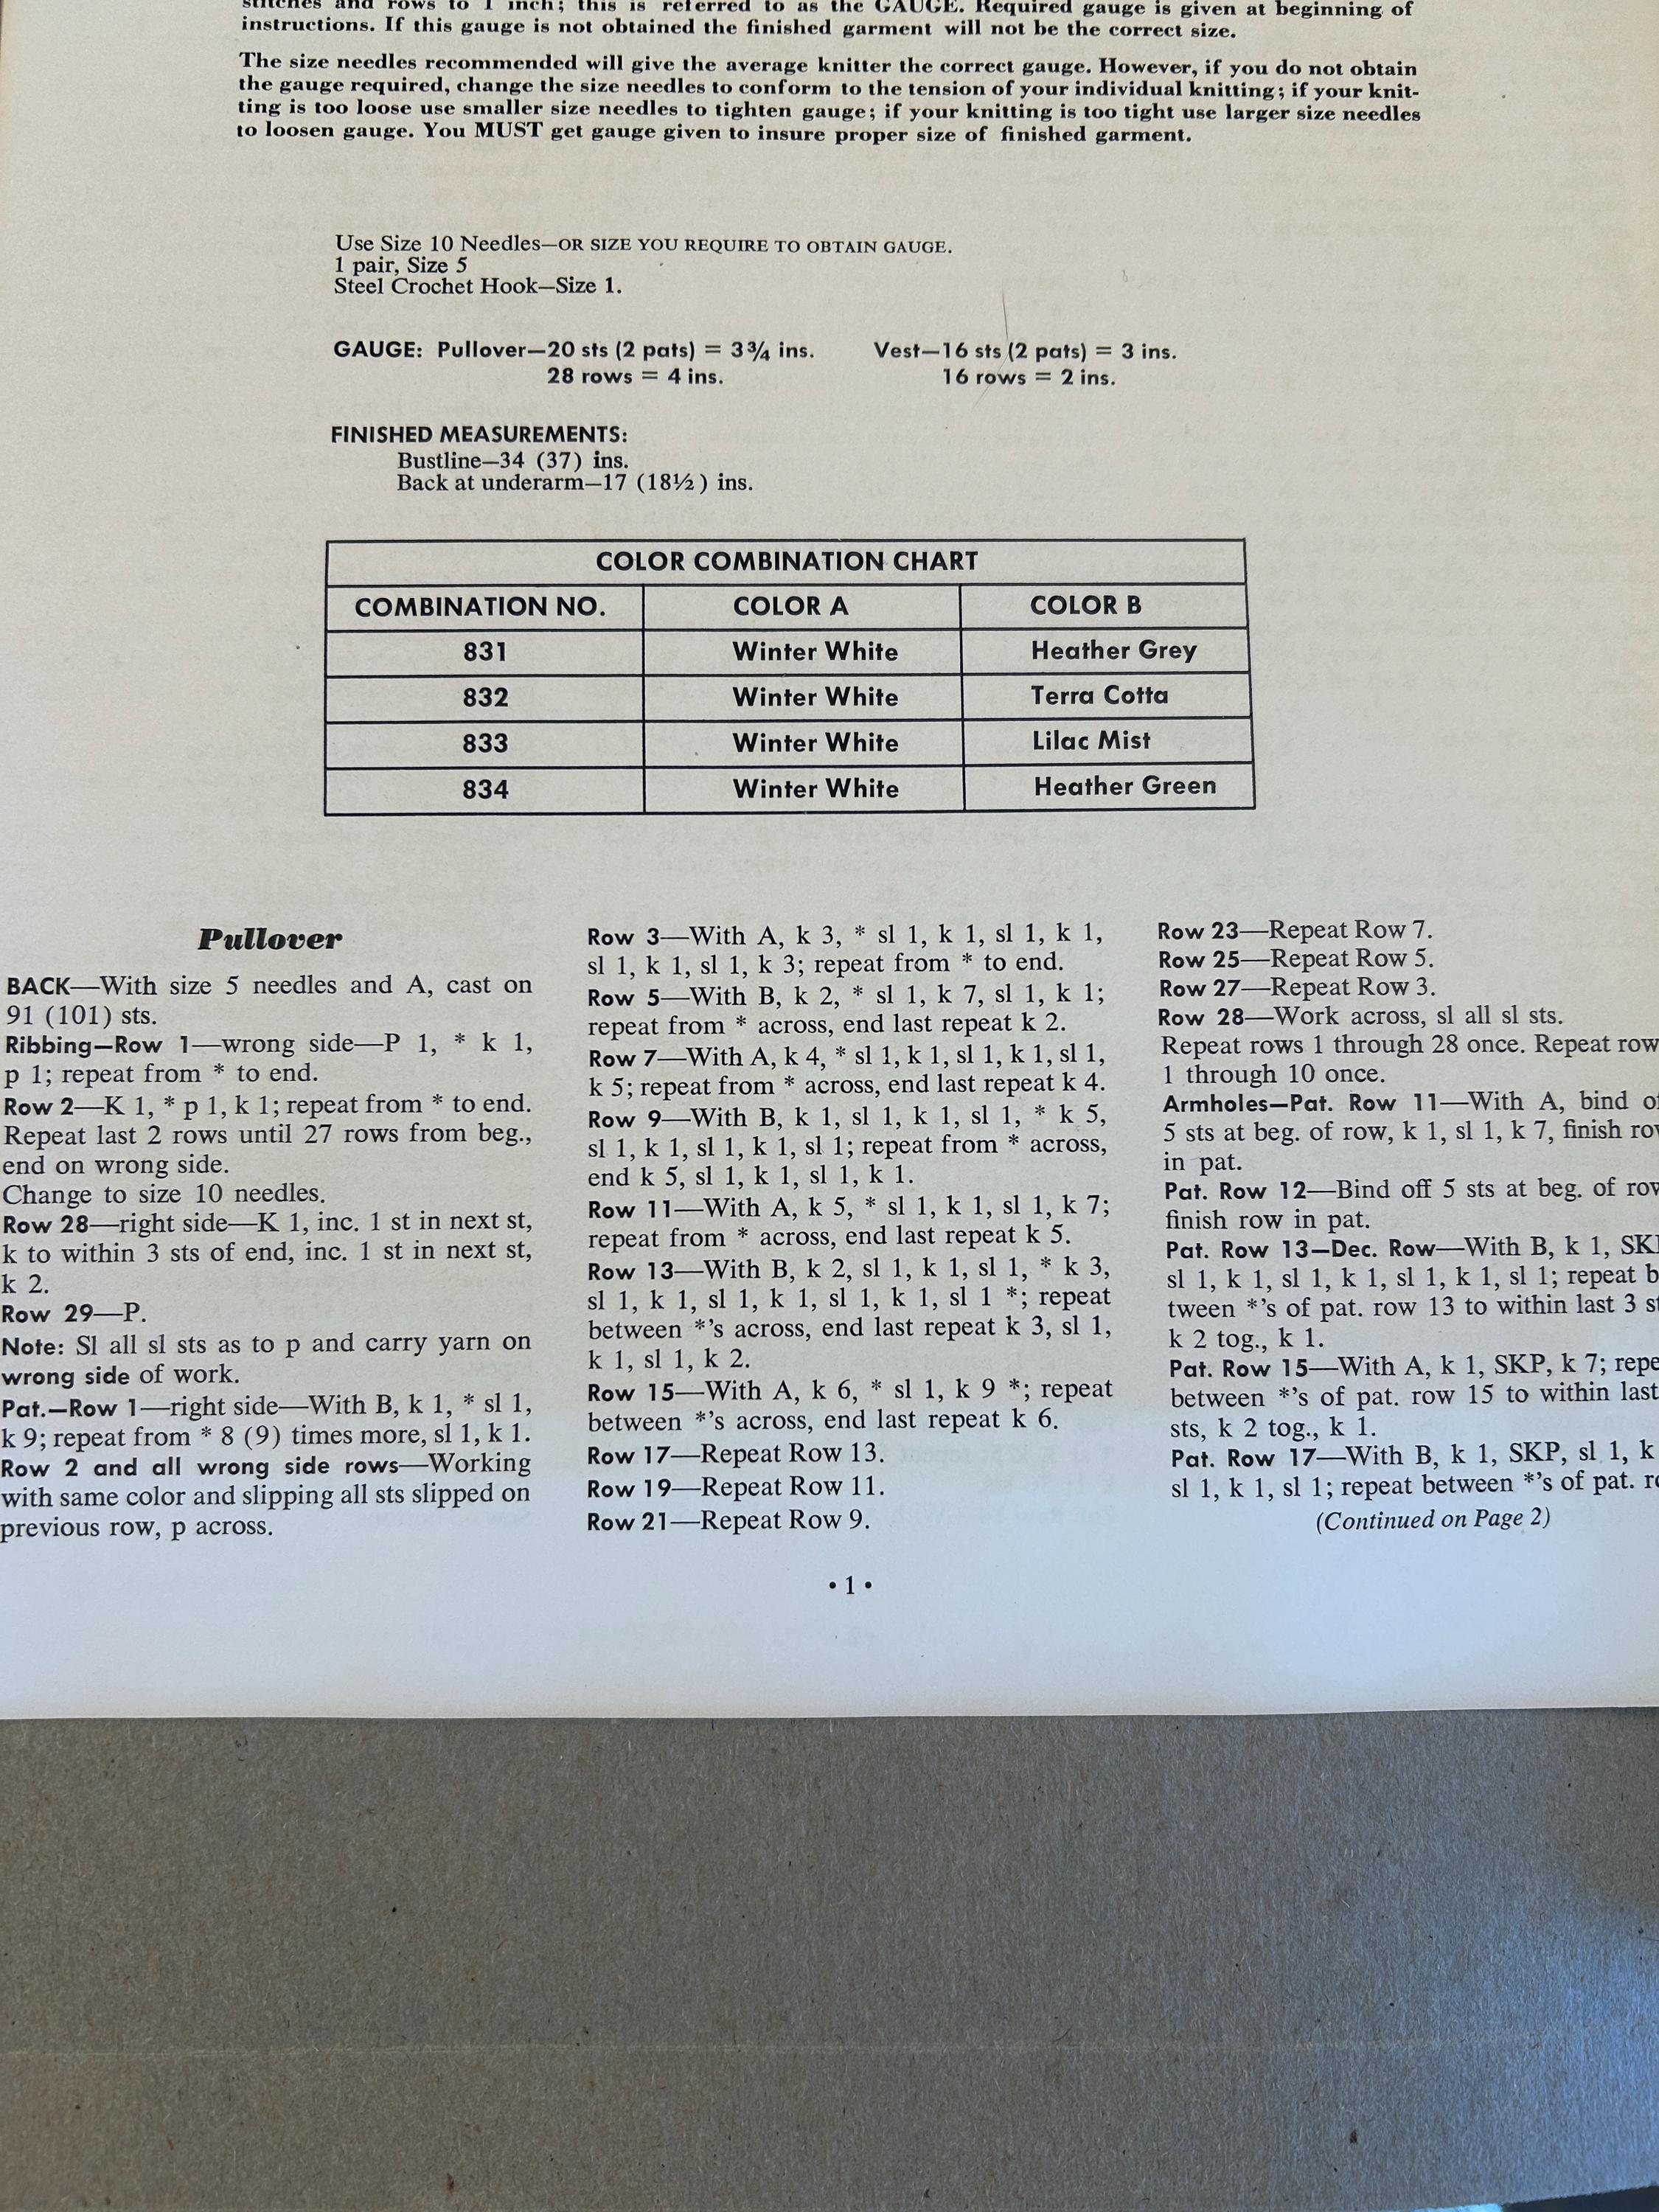 stitches and rows to 1 inch; this is referred to as the GAUGE. Required gauge is given at beginning of
instructions. If this gauge is not obtained the finished garment will not be the correct size.
The size needles recommended will give the average knitter the correct gauge. However, if you do not obtain
the gauge required, change the size needles to conform to the tension of your individual knitting; if your knit-
ting is too loose use smaller size needles to tighten gauge; if your knitting is too tight use larger size needles
to loosen gauge. You MUST get gauge given to insure proper size of finished garment.
Use Size 10 Needles—OR SIZE YOU REQUIRE TO OBTAIN GAUGE.
1 pair, Size 5
Steel Crochet Hook—Size 1.
GAUGE: Pullover—20 sts (2 pats) = 3¾ ins. Vest—16 sts (2 pats) = 3 ins.
28 rows = 4 ins. 16 rows = 2 ins.
FINISHED MEASUREMENTS:
Bustline—34 (37) ins.
Back at underarm—17 (18½) ins.
COLOR COMBINATION CHART
COMBINATION NO. COLOR A COLOR B
831 Winter White Heather Grey
832 Winter White Terra Cotta
833 Winter White Lilac Mist
834 Winter White Heather Green
Pullover
BACK—With size 5 needles and A, cast on
91 (101) sts.
Ribbing—Row 1—wrong side—P 1, * k 1,
p 1; repeat from * to end.
Row 2—K 1, * p 1, k 1; repeat from * to end.
Repeat last 2 rows until 27 rows from beg.,
end on wrong side.
Change to size 10 needles.
Row 28—right side—K 1, inc. 1 st in next st,
k to within 3 sts of end, inc. 1 st in next st,
k 2.
Row 29—P.
Note: Sl all sl sts as to p and carry yarn on
wrong side of work.
Pat.—Row 1—right side—With B, k 1, * sl 1,
k 9; repeat from * 8 (9) times more, sl 1, k 1.
Row 2 and all wrong side rows—Working
with same color and slipping all sts slipped on
previous row, p across.
Row 3—With A, k 3, * sl 1, k 1, sl 1, k 1,
sl 1, k 1, sl 1, k 3; repeat from * to end.
Row 5—With B, k 2, * sl 1, k 7, sl 1, k 1;
repeat from * across, end last repeat k 2.
Row 7—With A, k 4, * sl 1, k 1, sl 1, k 1, sl 1,
k 5; repeat from * across, end last repeat k 4.
Row 9—With B, k 1, sl 1, k 1, sl 1, * k 5,
sl 1, k 1, sl 1, k 1, sl 1; repeat from * across,
end k 5, sl 1, k 1, sl 1, k 1.
Row 11—With A, k 5, * sl 1, k 1, sl 1, k 7;
repeat from * across, end last repeat k 5.
Row 13—With B, k 2, sl 1, k 1, sl 1, * k 3,
sl 1, k 1, sl 1, k 1, sl 1, k 1, sl 1 *; repeat
between *'s across, end last repeat k 3, sl 1,
k 1, sl 1, k 2.
Row 15—With A, k 6, * sl 1, k 9 *; repeat
between *'s across, end last repeat k 6.
Row 17—Repeat Row 13.
Row 19—Repeat Row 11.
Row 21—Repeat Row 9.
Row 23—Repeat Row 7.
Row 25—Repeat Row 5.
Row 27—Repeat Row 3.
Row 28—Work across, sl all sl sts.
Repeat rows 1 through 28 once. Repeat row
1 through 10 once.
Armholes—Pat. Row 11—With A, bind of
5 sts at beg. of row, k 1, sl 1, k 7, finish ro
in pat.
Pat. Row 12—Bind off 5 sts at beg. of row
finish row in pat.
Pat. Row 13—Dec. Row—With B, k 1, SK
sl 1, k 1, sl 1, k 1, sl 1, k 1, sl 1; repeat b
tween *'s of pat. row 13 to within last 3 st
k 2 tog., k 1.
Pat. Row 15—With A, k 1, SKP, k 7; repe
between *'s of pat. row 15 to within last
sts, k 2 tog., k 1.
Pat. Row 17—With B, k 1, SKP, sl 1, k
sl 1, k 1, sl 1; repeat between *'s of pat. r
(Continued on Page 2)
• 1 •